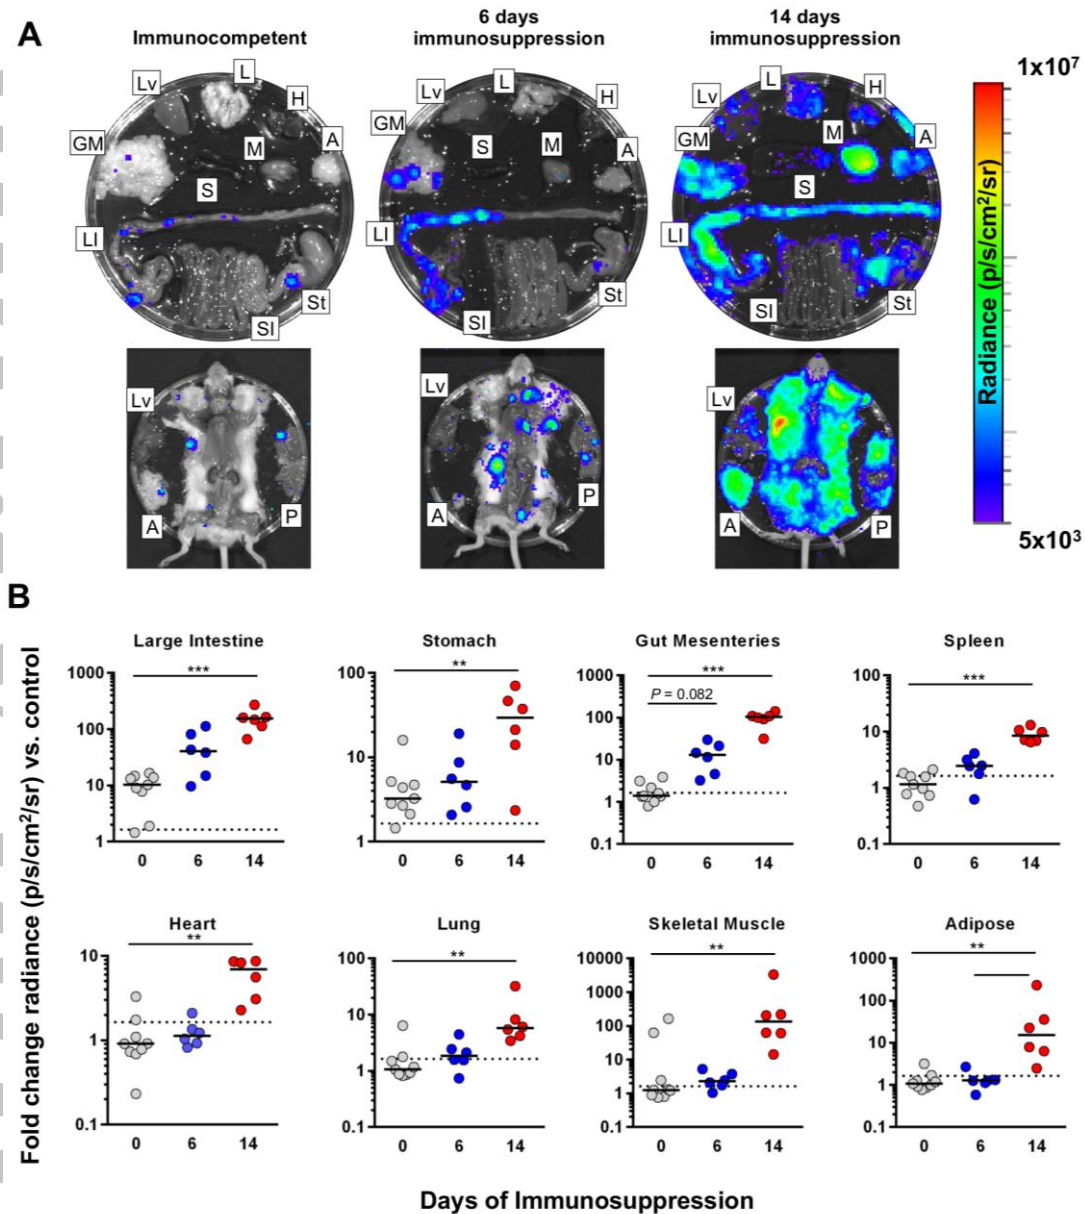 A
Immunocompetent
6 days
immunosuppression
14 days
immunosuppression
1x10⁷
Lv
L
H
GM
M
A
S
LI
St
SI
Lv
L
H
GM
S
M
A
LI
St
SI
L
Lv
H
GM
M
A
S
LI
SI
St
Radiance (p/s/cm²/sr)
5x10³
Lv
A
P
Lv
A
P
Lv
A
P
B
Fold change radiance (p/s/cm²/sr) vs. control
Large Intestine
***
1000
100
10
1
0 6 14
Stomach
**
100
10
1
0 6 14
Gut Mesenteries
***
P = 0.082
1000
100
10
1
0.1
0 6 14
Spleen
***
100
10
1
0.1
0 6 14
Heart
**
10
1
0.1
0 6 14
Lung
**
100
10
1
0.1
0 6 14
Skeletal Muscle
**
10000
1000
100
10
1
0.1
0 6 14
Adipose
**
1000
100
10
1
0.1
0 6 14
Days of Immunosuppression